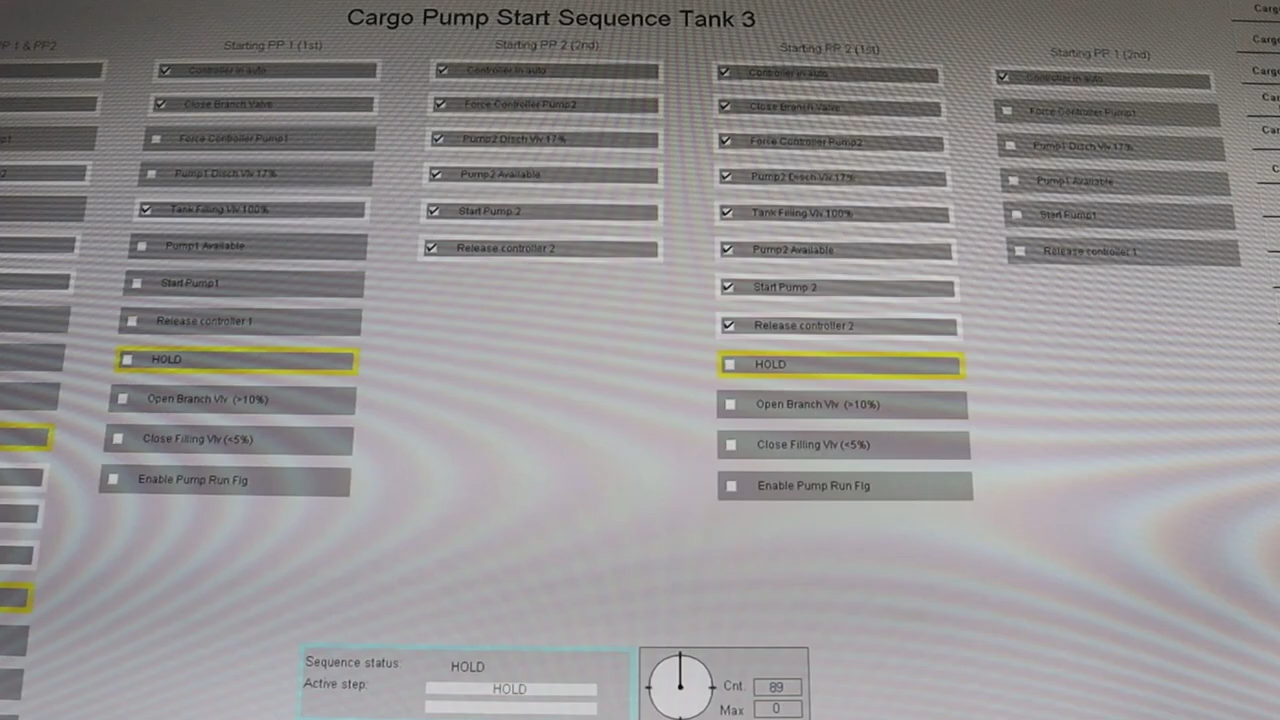 Cargo Pump Start Sequence Tank 3
PP 1 & PP2
Starting PP 1 (1st)
Controller in auto
Close Branch Valve
Force Controller Pump1
Pump1 Disch Vlv 17%
Tank Filling Vlv 100%
Pump1 Available
Start Pump1
Release controller 1
HOLD
Open Branch Vlv (>10%)
Close Filling Vlv (<5%)
Enable Pump Run Flg
Starting PP 2 (2nd)
Controller in auto
Force Controller Pump2
Pump2 Disch Vlv 17%
Pump2 Available
Start Pump 2
Release controller 2
Starting PP 2 (1st)
Controller in auto
Close Branch Valve
Force Controller Pump2
Pump2 Disch Vlv 17%
Tank Filling Vlv 100%
Pump2 Available
Start Pump 2
Release controller 2
HOLD
Open Branch Vlv (>10%)
Close Filling Vlv (<5%)
Enable Pump Run Flg
Starting PP 1 (2nd)
Controller in auto
Force Controller Pump1
Pump1 Disch Vlv 17%
Pump1 Available
Start Pump1
Release controller 1
Sequence status: HOLD
Active step: HOLD
Cnt. 89
Max 0